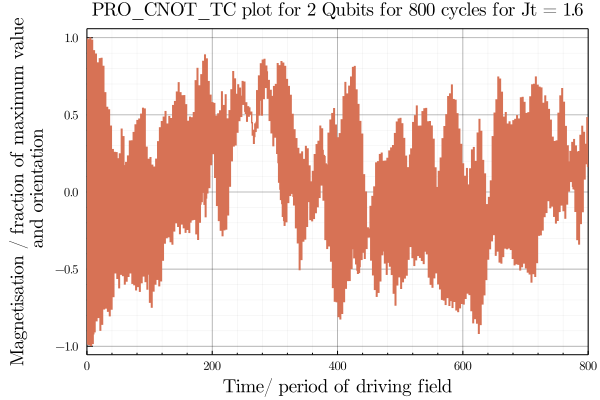 PRO_CNOT_TC plot for 2 Qubits for 800 cycles for Jt = 1.6
Magnetisation / fraction of maximum value
and orientation
1.0
0.5
0.0
−0.5
−1.0
0
200
400
600
800
Time/ period of driving field